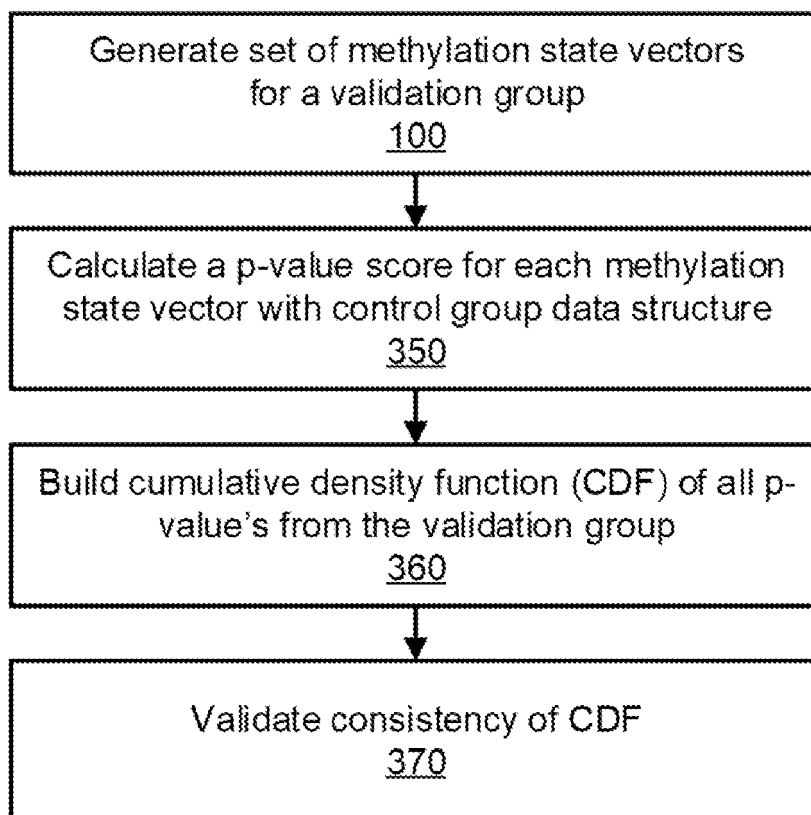 Generate set of methylation state vectors
for a validation group
100
Calculate a p-value score for each methylation
state vector with control group data structure
350
Build cumulative density function (CDF) of all p-
value's from the validation group
360
Validate consistency of CDF
370